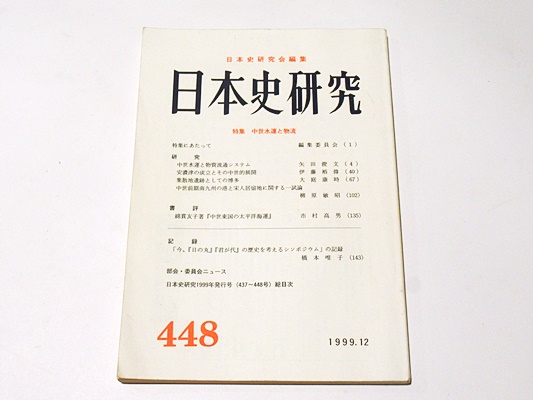 日本史研究会編集
日本史研究
特集 中世水運と物流
特集にあたって 編集委員会 (1)
研究
中世水運と物資流通システム 矢田俊文 (4)
安濃津の成立とその中世的展開 伊藤裕偉 (40)
集散地遺跡としての博多 大庭康時 (67)
中世前期南九州の港と宋人居留地に関する一試論
柳原敏昭 (102)
書評
綿貫友子著『中世東国の太平洋海運』 市村高男 (135)
記録
「今、『日の丸』『君が代』の歴史を考えるシンポジウム」の記録
橋本唯子 (143)
部会・委員会ニュース
日本史研究1999年発行号 (437~448号) 総目次
448
1999.12